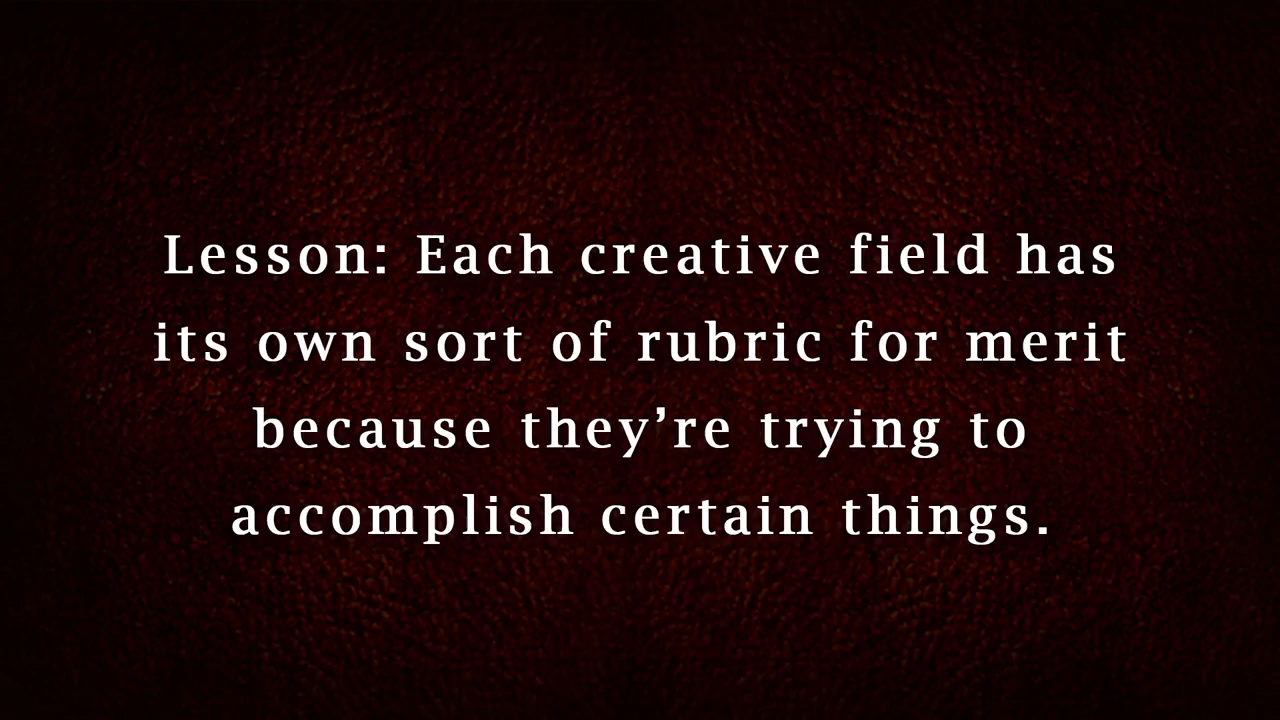 Lesson: Each creative field has
its own sort of rubric for merit
because they’re trying to
accomplish certain things.